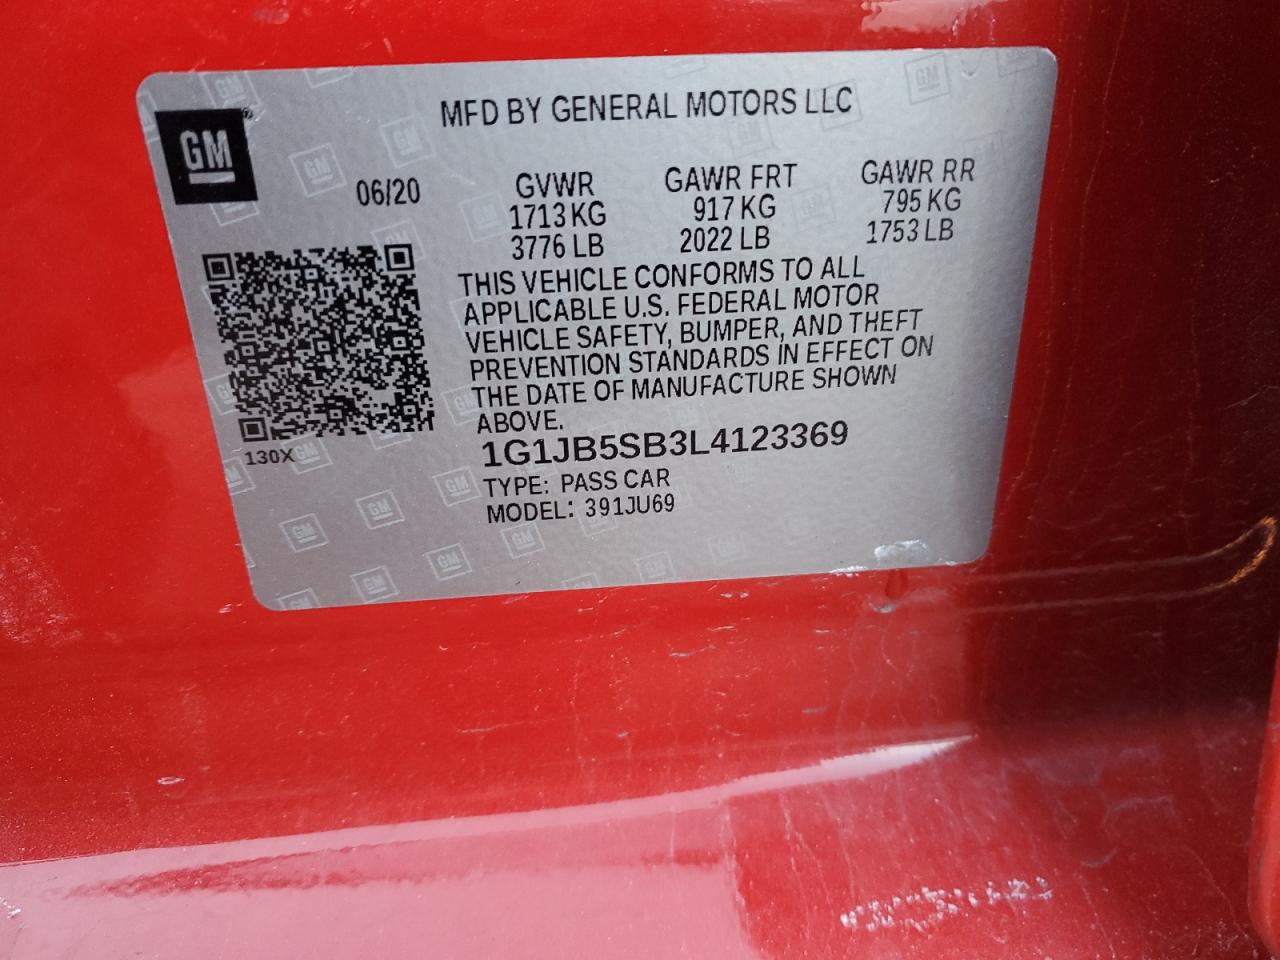 MFD BY GENERAL MOTORS LLC
GM
06/20
GVWR GAWR FRT GAWR RR
1713 KG 917 KG 795 KG
3776 LB 2022 LB 1753 LB
THIS VEHICLE CONFORMS TO ALL
APPLICABLE U.S. FEDERAL MOTOR
VEHICLE SAFETY, BUMPER, AND THEFT
PREVENTION STANDARDS IN EFFECT ON
THE DATE OF MANUFACTURE SHOWN
ABOVE.
130X
1G1JB5SB3L4123369
TYPE: PASS CAR
MODEL: 391JU69